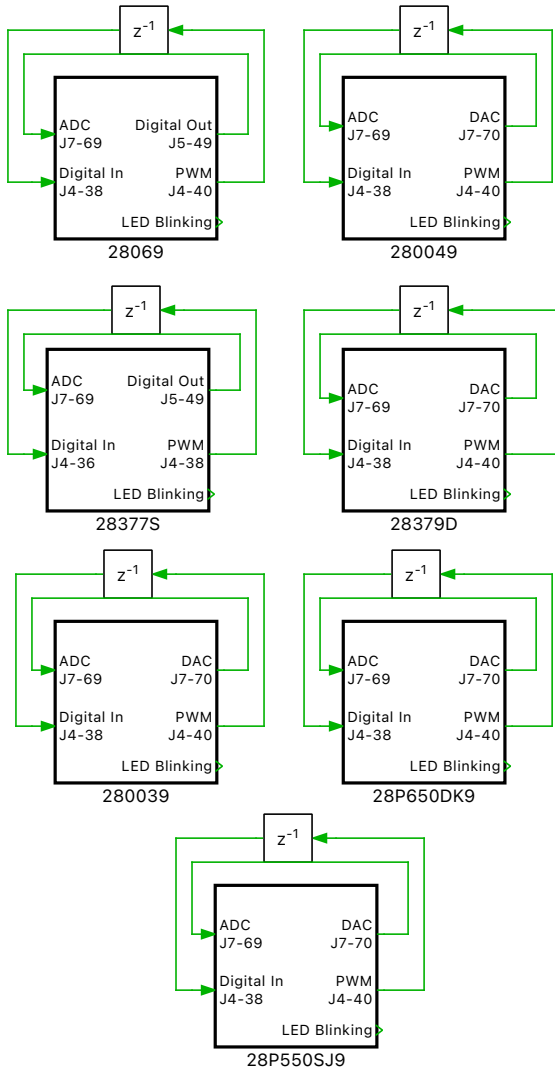 z⁻¹
ADC
J7-69
Digital Out
J5-49
Digital In
J4-38
PWM
J4-40
LED Blinking
28069
z⁻¹
ADC
J7-69
DAC
J7-70
Digital In
J4-38
PWM
J4-40
LED Blinking
280049
z⁻¹
ADC
J7-69
Digital Out
J5-49
Digital In
J4-36
PWM
J4-38
LED Blinking
28377S
z⁻¹
ADC
J7-69
DAC
J7-70
Digital In
J4-38
PWM
J4-40
LED Blinking
28379D
z⁻¹
ADC
J7-69
DAC
J7-70
Digital In
J4-38
PWM
J4-40
LED Blinking
280039
z⁻¹
ADC
J7-69
DAC
J7-70
Digital In
J4-38
PWM
J4-40
LED Blinking
28P650DK9
z⁻¹
ADC
J7-69
DAC
J7-70
Digital In
J4-38
PWM
J4-40
LED Blinking
28P550SJ9